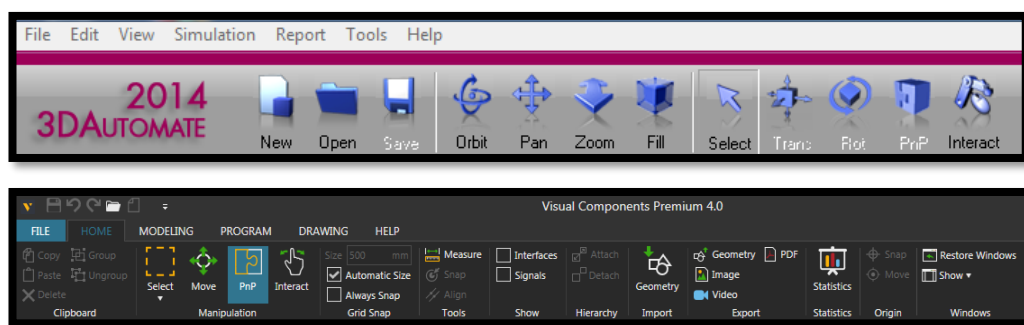 File Edit View Simulation Report Tools Help
2014
3DAUTOMATE
New Open Save Orbit Pan Zoom Fill Select Trans Rot PnP Interact
Visual Components Premium 4.0
FILE HOME MODELING PROGRAM DRAWING HELP
Copy Group Size 500 mm Measure Interfaces Attach Geometry PDF Snap Restore Windows
Paste Ungroup Select Move PnP Interact Automatic Size Snap Signals Detach Geometry Image Statistics Move Show
Delete Always Snap Align Video
Clipboard Manipulation Grid Snap Tools Show Hierarchy Import Export Statistics Origin Windows